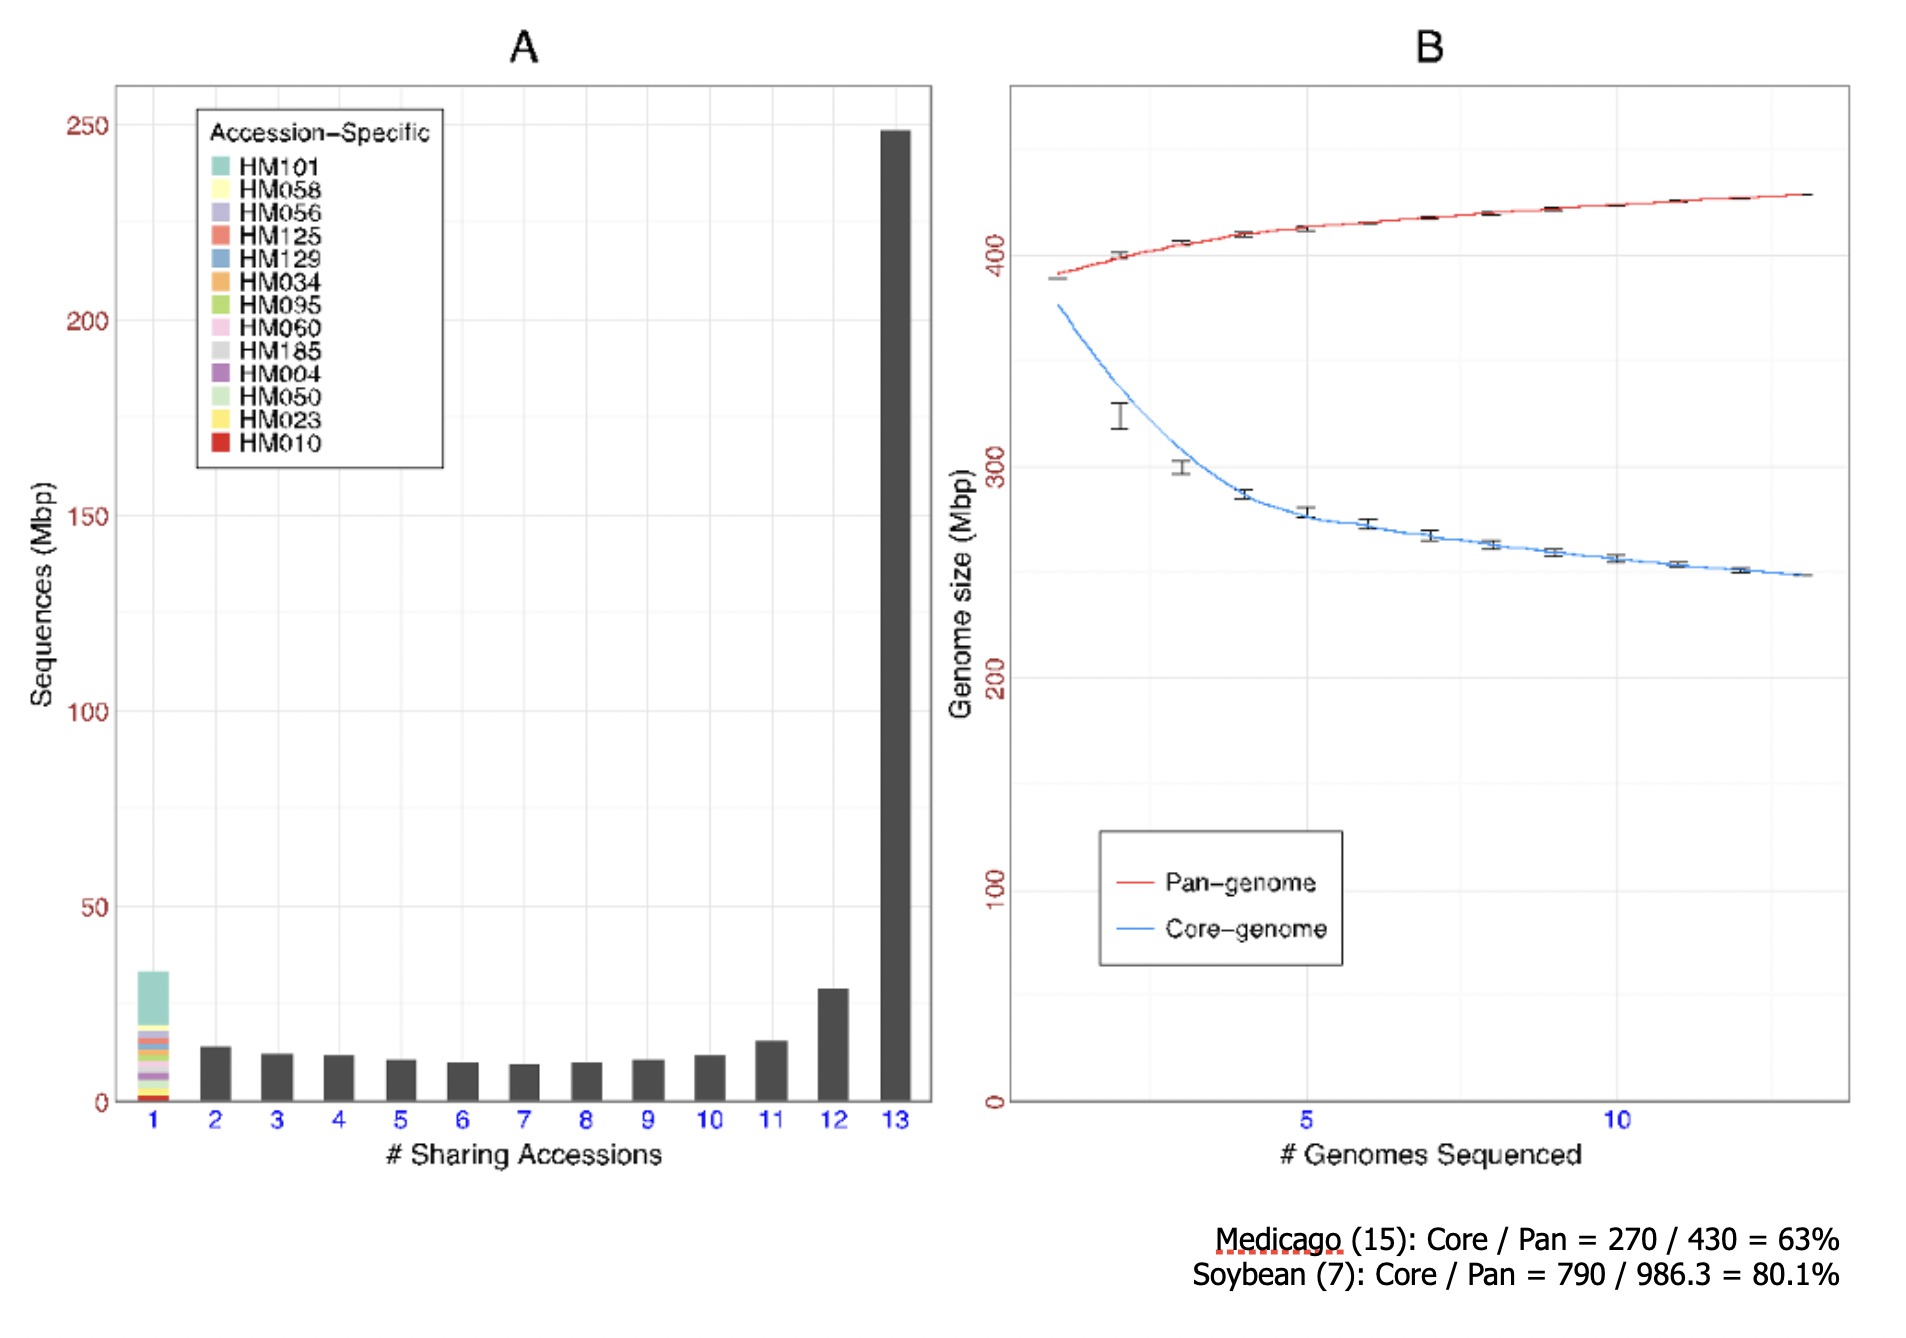 A
B
250
200
150
100
50
0
Sequences (Mbp)
Accession-Specific
HM101
HM058
HM056
HM125
HM129
HM034
HM095
HM060
HM185
HM004
HM050
HM023
HM010
1 2 3 4 5 6 7 8 9 10 11 12 13
# Sharing Accessions
400
300
200
100
0
Genome size (Mbp)
Pan-genome
Core-genome
5 10
# Genomes Sequenced
Medicago (15): Core / Pan = 270 / 430 = 63%
Soybean (7): Core / Pan = 790 / 986.3 = 80.1%